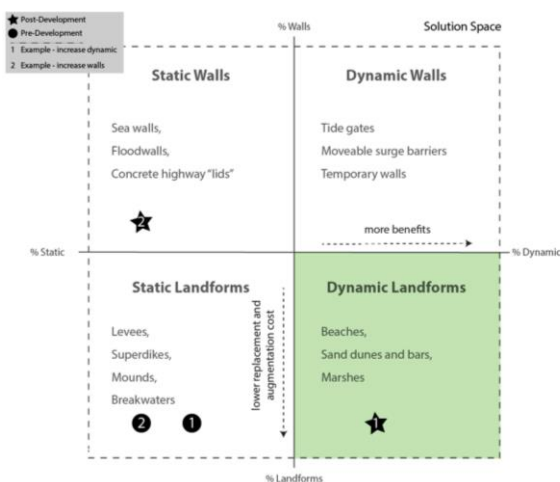 Post-Development
Pre-Development
1 Example - increase dynamic
2 Example - increase walls
% Walls
Solution Space
Static Walls
Sea walls,
Floodwalls,
Concrete highway "lids"
2
Dynamic Walls
Tide gates
Moveable surge barriers
Temporary walls
more benefits
% Static
% Dynamic
Static Landforms
Levees,
Superdikes,
Mounds,
Breakwaters
2 1
lower replacement and
augmentation cost
Dynamic Landforms
Beaches,
Sand dunes and bars,
Marshes
1
% Landforms